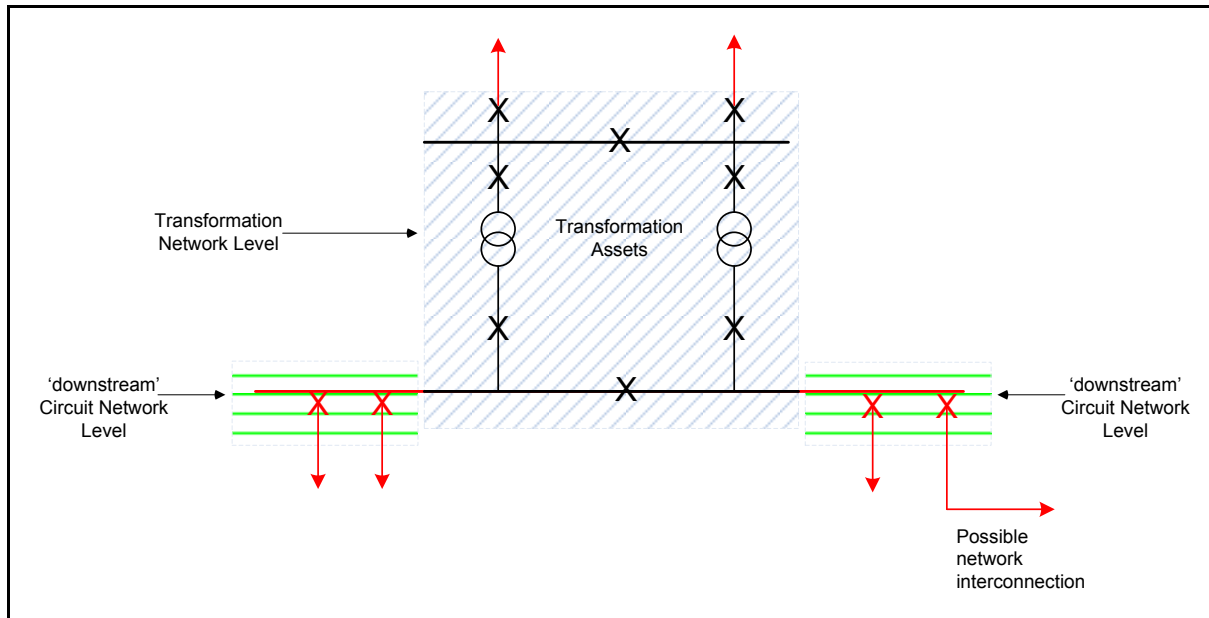 Transformation
Network Level
Transformation
Assets
‘downstream’
Circuit Network
Level
‘downstream’
Circuit Network
Level
Possible
network
interconnection